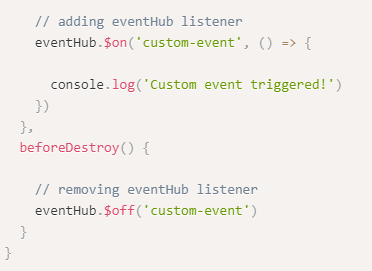 // adding eventHub listener
eventHub.$on('custom-event', () => {
console.log('Custom event triggered!')
})
},
beforeDestroy() {
// removing eventHub listener
eventHub.$off('custom-event')
}
}